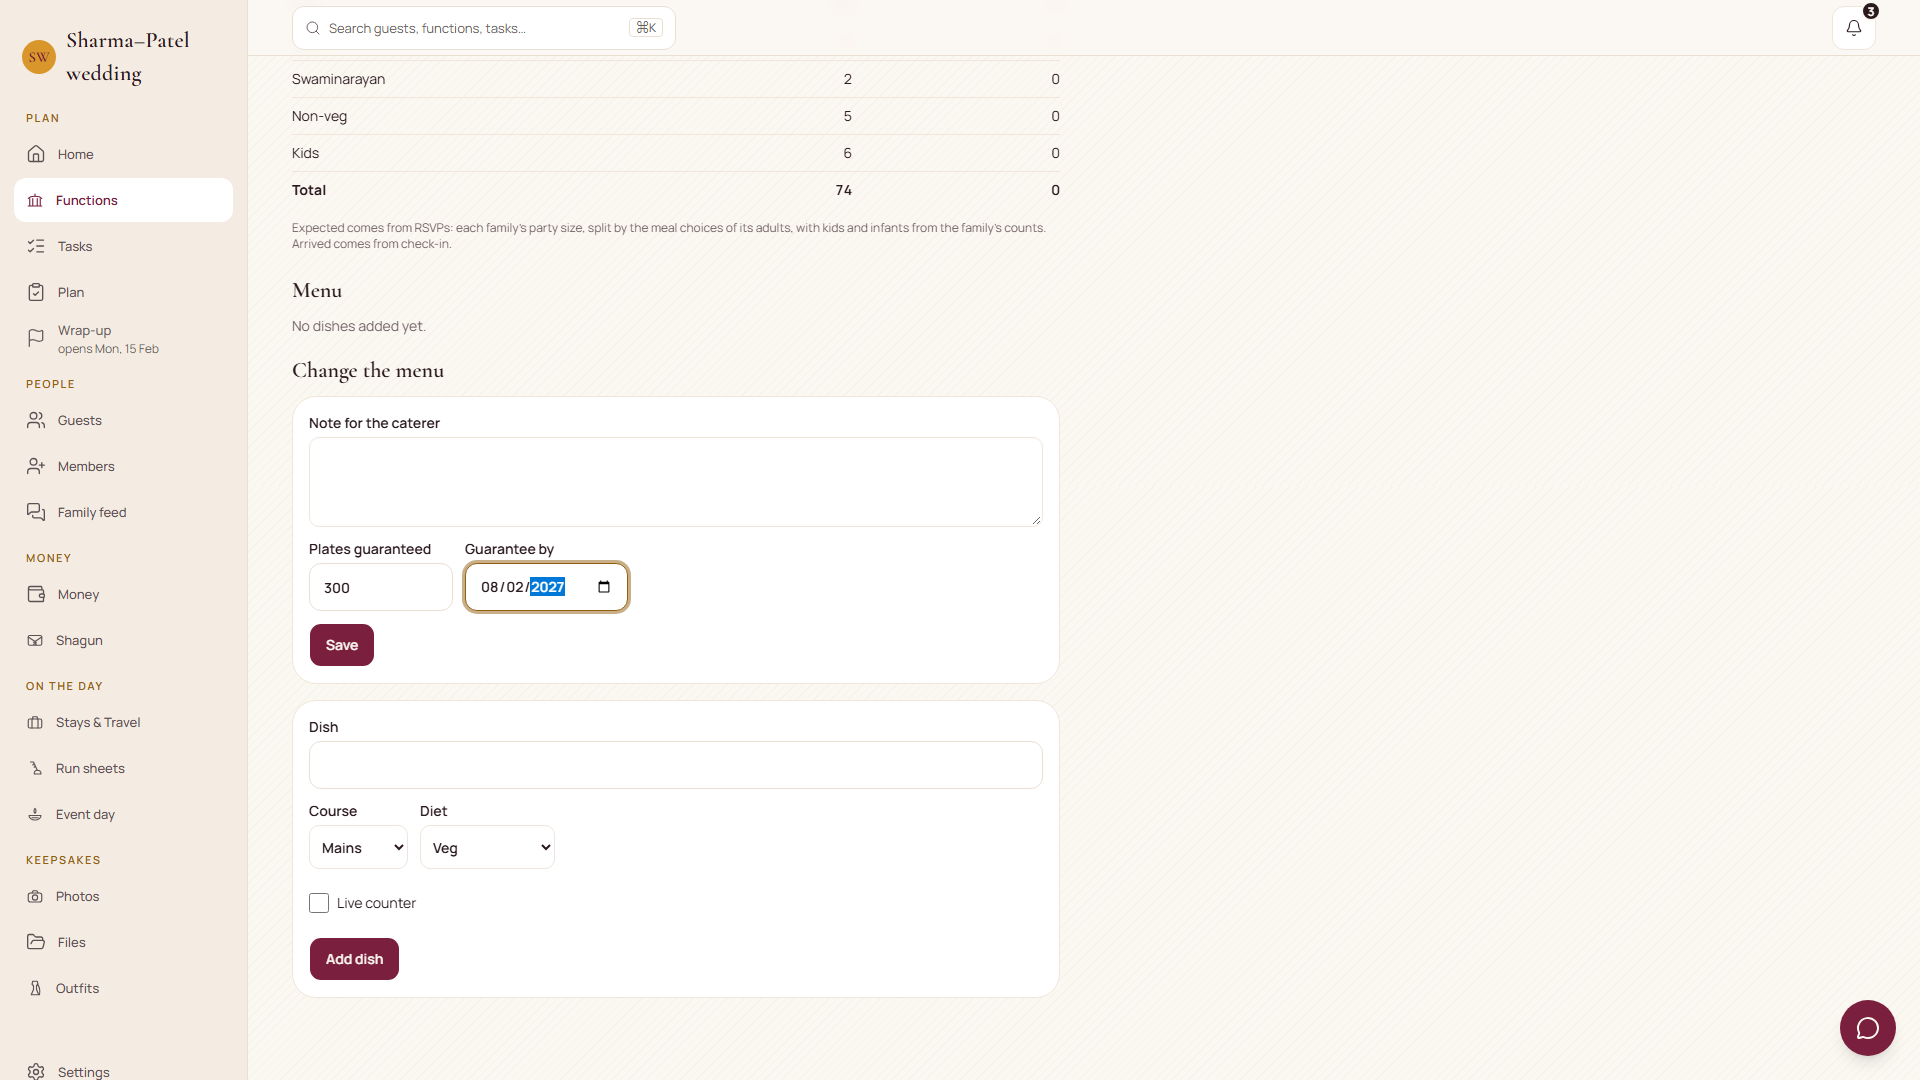 SW
Sharma–Patel
wedding
PLAN
Home
Functions
Tasks
Plan
Wrap-up
opens Mon, 15 Feb
PEOPLE
Guests
Members
Family feed
MONEY
Money
Shagun
ON THE DAY
Stays & Travel
Run sheets
Event day
KEEPSAKES
Photos
Files
Outfits
Settings
Search guests, functions, tasks... ⌘K
3
Swaminarayan 2 0
Non-veg 5 0
Kids 6 0
Total 74 0
Expected comes from RSVPs: each family's party size, split by the meal choices of its adults, with kids and infants from the family's counts.
Arrived comes from check-in.
Menu
No dishes added yet.
Change the menu
Note for the caterer
Plates guaranteed Guarantee by
300 08/02/2027
Save
Dish
Course Diet
Mains Veg
Live counter
Add dish